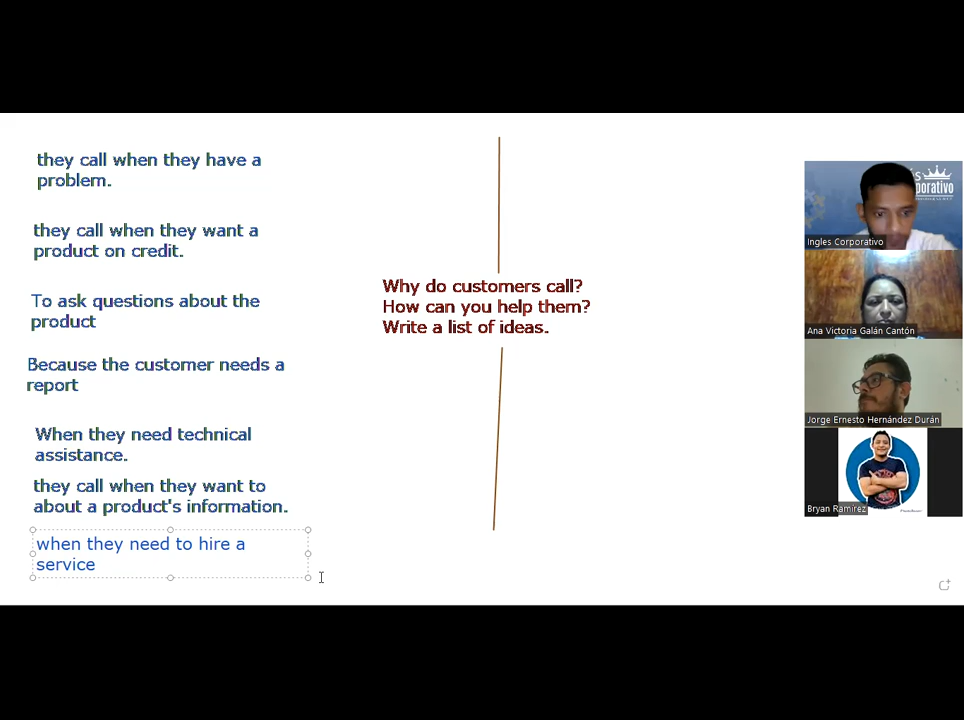 they call when they have a
problem.
they call when they want a
product on credit.
To ask questions about the
product
Because the customer needs a
report
When they need technical
assistance.
they call when they want to
about a product's information.
when they need to hire a
service
Why do customers call?
How can you help them?
Write a list of ideas.
Ingles Corporativo
Ana Victoria Galán Cantón
Jorge Ernesto Hernández Durán
Bryan Ramirez